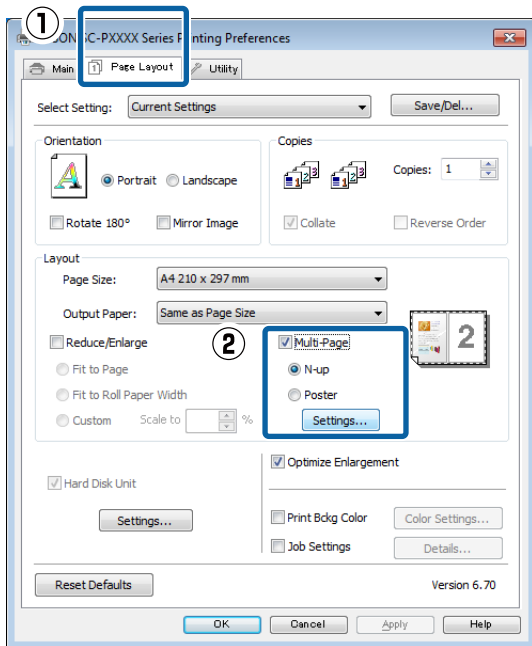 1
SON SC-PXXXX Series Printing Preferences
Main Page Layout Utility
Select Setting: Current Settings Save/Del...
Orientation Copies
Portrait Landscape Copies: 1
Rotate 180° Mirror Image Collate Reverse Order
Layout
Page Size: A4 210 x 297 mm
Output Paper: Same as Page Size
Reduce/Enlarge 2 Multi-Page 2
Fit to Page N-up
Fit to Roll Paper Width Poster
Custom Scale to % Settings...
Optimize Enlargement
Hard Disk Unit
Settings... Print Bckg Color Color Settings...
Job Settings Details...
Reset Defaults Version 6.70
OK Cancel Apply Help